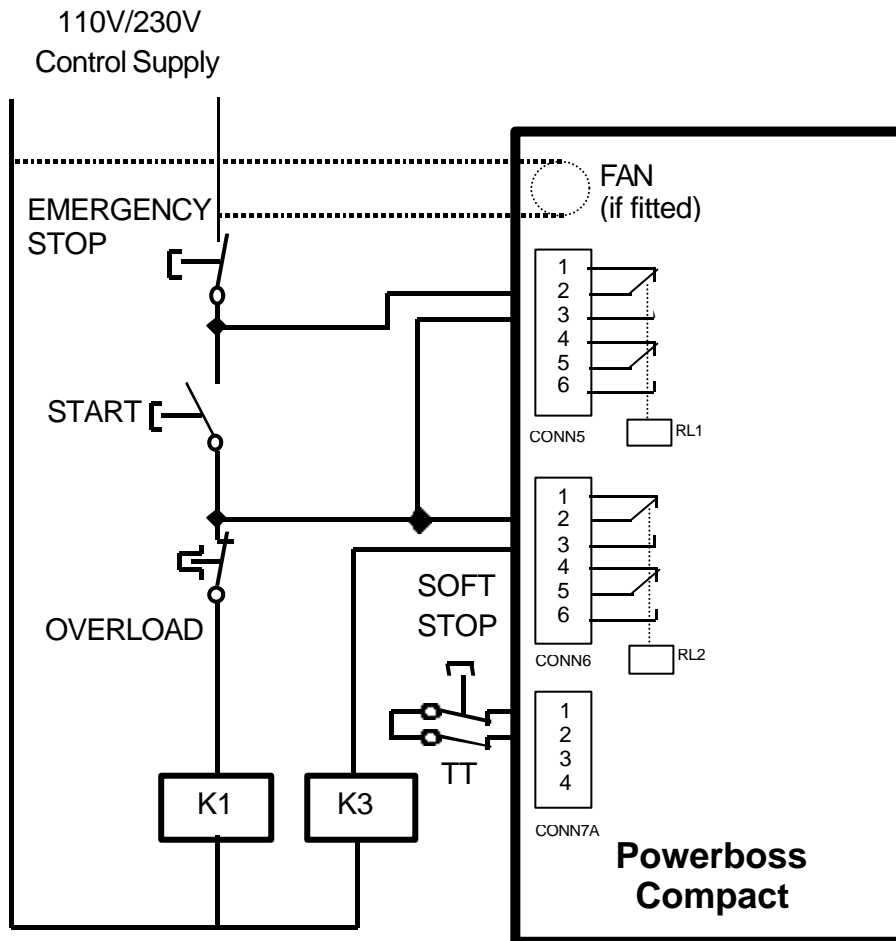 110V/230V
Control Supply
FAN
(if fitted)
EMERGENCY
STOP
1
2
3
4
5
6
CONN5
RL1
START
1
2
3
4
5
6
CONN6
RL2
SOFT
STOP
OVERLOAD
TT
1
2
3
4
CONN7A
K1
K3
Powerboss
Compact